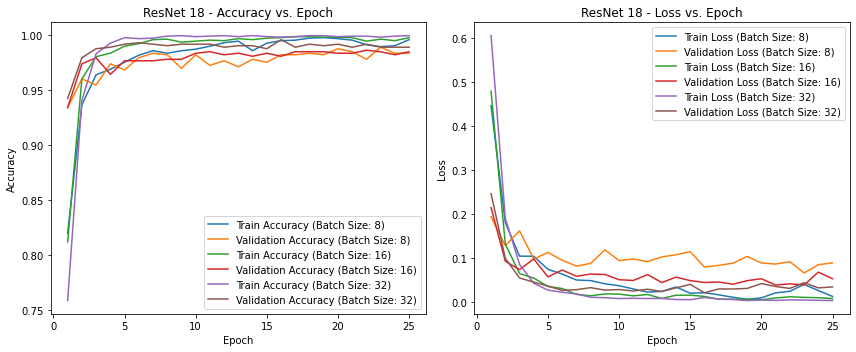 ResNet 18 - Accuracy vs. Epoch
1.00
0.95
0.90
0.85
0.80
0.75
Accuracy
0
5
10
15
20
25
Epoch
Train Accuracy (Batch Size: 8)
Validation Accuracy (Batch Size: 8)
Train Accuracy (Batch Size: 16)
Validation Accuracy (Batch Size: 16)
Train Accuracy (Batch Size: 32)
Validation Accuracy (Batch Size: 32)
ResNet 18 - Loss vs. Epoch
0.6
0.5
0.4
0.3
0.2
0.1
0.0
Loss
0
5
10
15
20
25
Epoch
Train Loss (Batch Size: 8)
Validation Loss (Batch Size: 8)
Train Loss (Batch Size: 16)
Validation Loss (Batch Size: 16)
Train Loss (Batch Size: 32)
Validation Loss (Batch Size: 32)